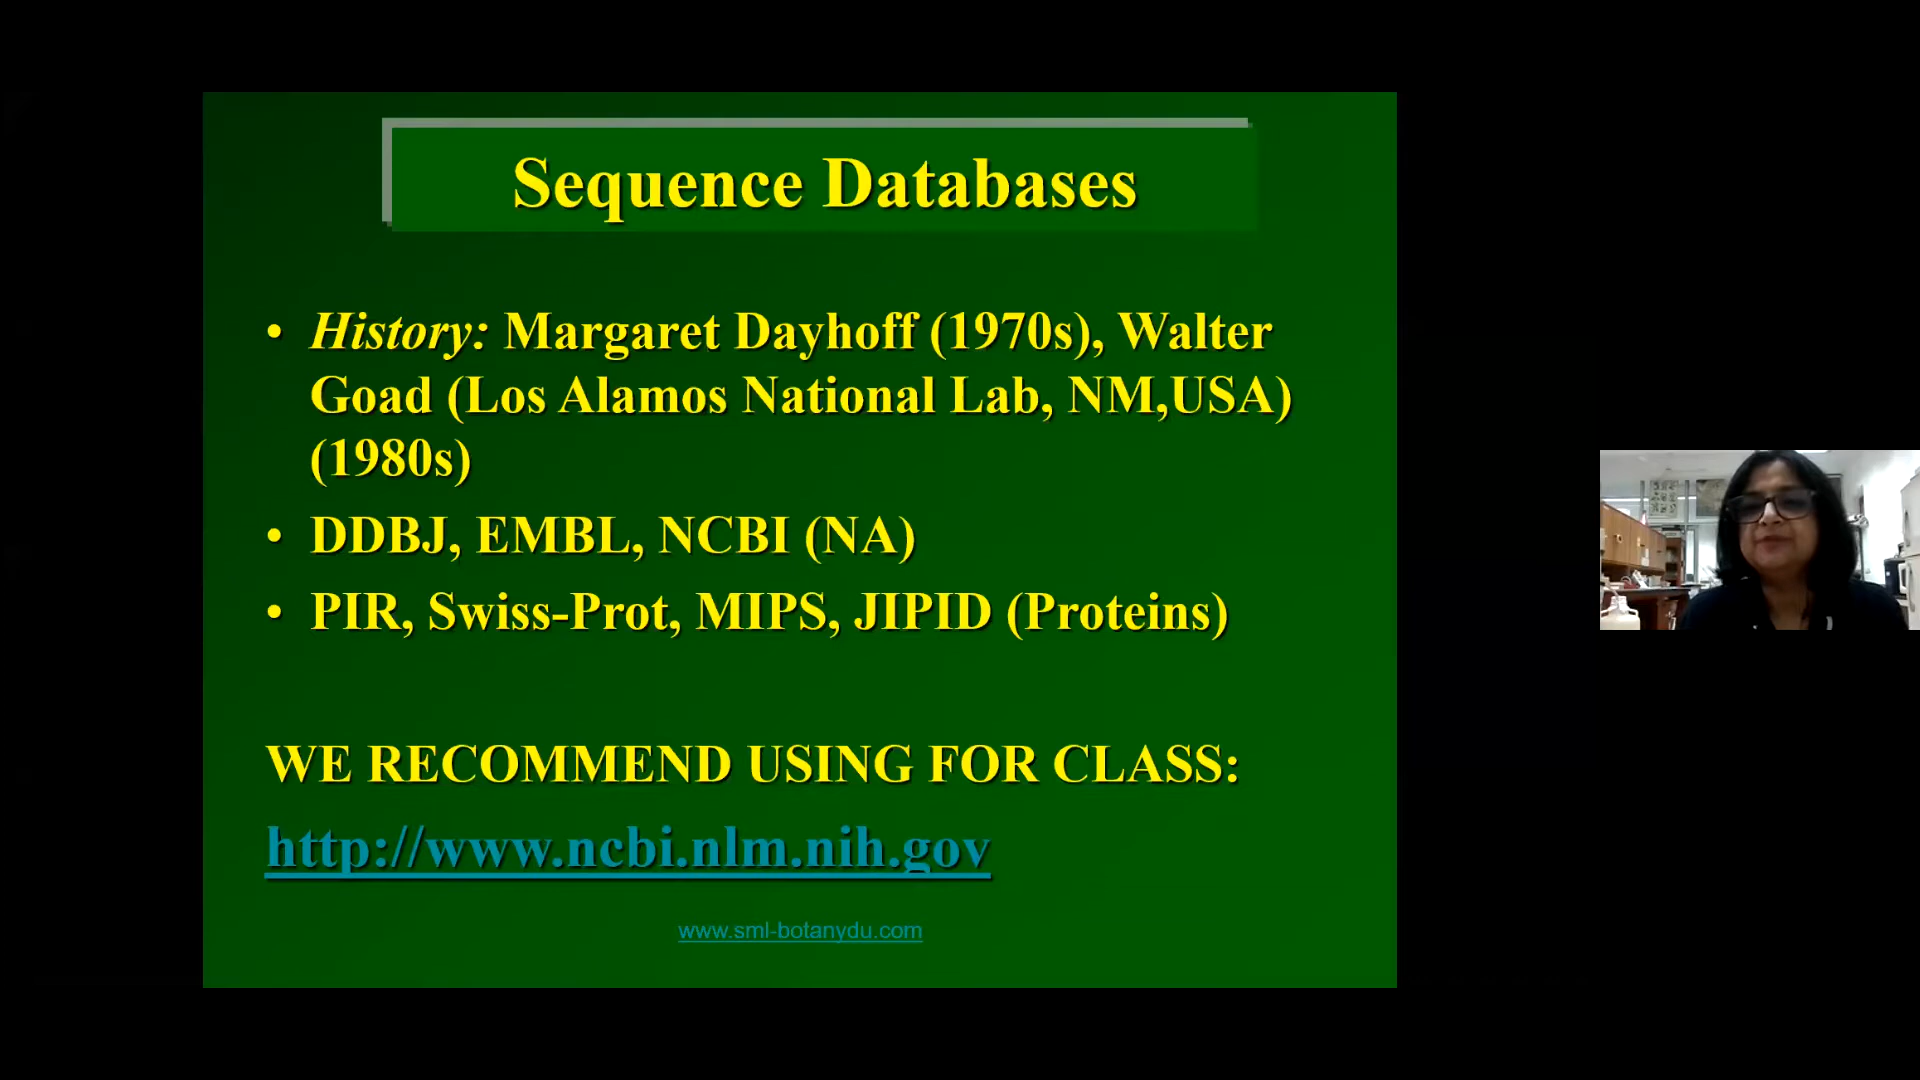 Sequence Databases
• History: Margaret Dayhoff (1970s), Walter
Goad (Los Alamos National Lab, NM,USA)
(1980s)
• DDBJ, EMBL, NCBI (NA)
• PIR, Swiss-Prot, MIPS, JIPID (Proteins)
WE RECOMMEND USING FOR CLASS:
http://www.ncbi.nlm.nih.gov
www.sml-botanydu.com